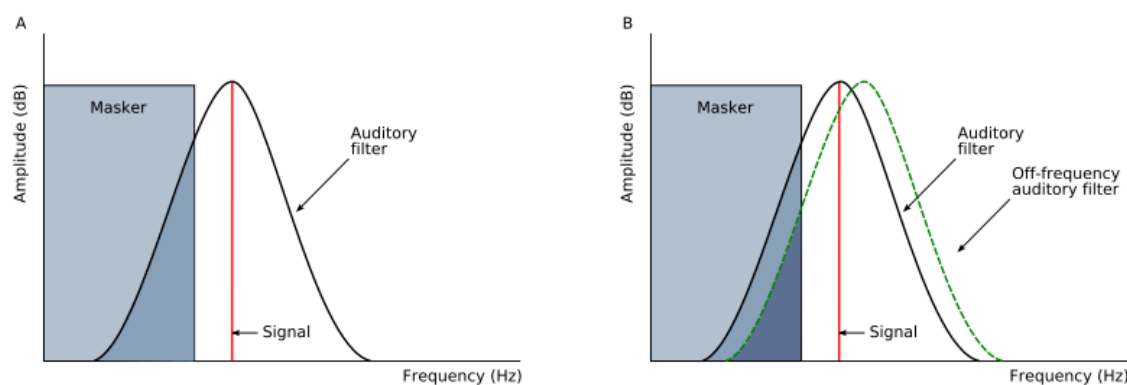 A
Amplitude (dB)
Masker
Auditory
filter
Signal
Frequency (Hz)
B
Amplitude (dB)
Masker
Auditory
filter
Off-frequency
auditory filter
Signal
Frequency (Hz)